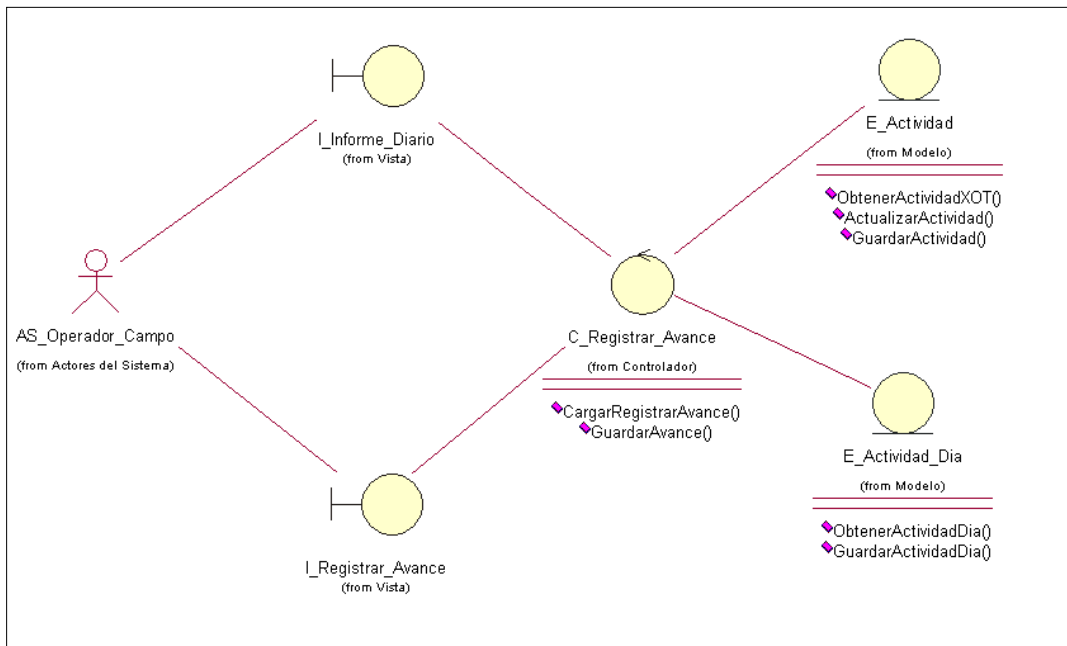 I_Informe_Diario
(from Vista)
E_Actividad
(from Modelo)
ObtenerActividadXOT()
ActualizarActividad()
GuardarActividad()
AS_Operador_Campo
(from Actores del Sistema)
C_Registrar_Avance
(from Controlador)
CargarRegistrarAvance()
GuardarAvance()
E_Actividad_Dia
(from Modelo)
ObtenerActividadDia()
GuardarActividadDia()
I_Registrar_Avance
(from Vista)